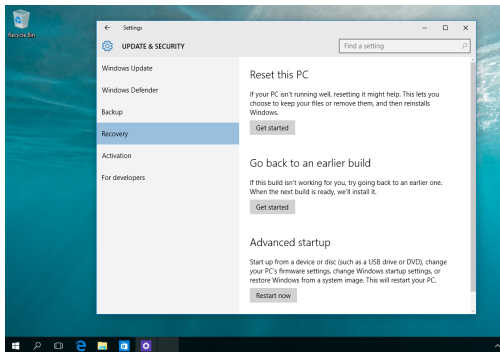 Recycle Bin
Settings
UPDATE & SECURITY
Find a setting
Windows Update
Windows Defender
Backup
Recovery
Activation
For developers
Reset this PC
If your PC isn't running well, resetting it might help. This lets you
choose to keep your files or remove them, and then reinstalls
Windows.
Get started
Go back to an earlier build
If this build isn't working for you, try going back to an earlier one.
When the next build is ready, we'll install it.
Get started
Advanced startup
Start up from a device or disc (such as a USB drive or DVD), change
your PC's firmware settings, change Windows startup settings, or
restore Windows from a system image. This will restart your PC.
Restart now